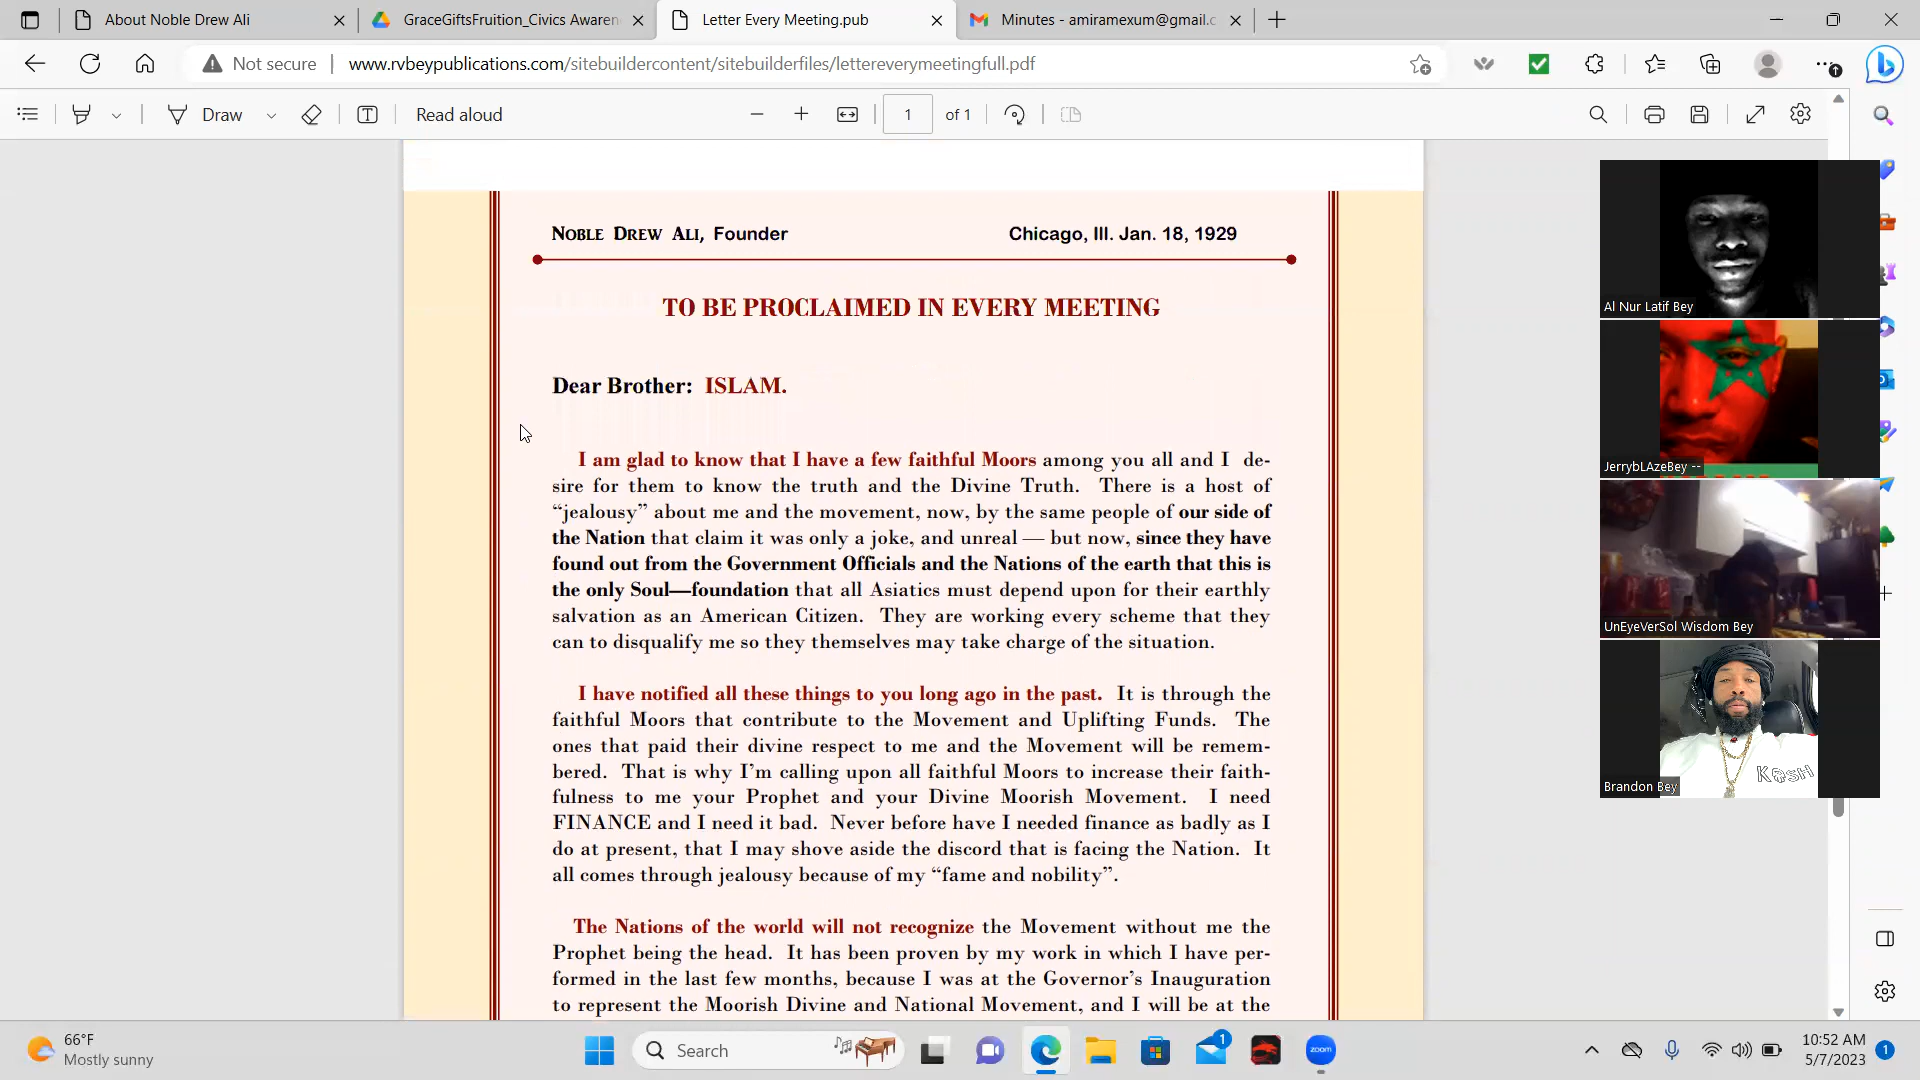 About Noble Drew Ali
GraceGiftsFruition_Civics Awaren
Letter Every Meeting.pub
Minutes - amiramexum@gmail.c
Not secure
www.rvbeypublications.com/sitebuildercontent/sitebuilderfiles/lettereverymeetingfull.pdf
Draw
Read aloud
1
of 1
NOBLE DREW ALI, Founder
Chicago, Ill. Jan. 18, 1929
TO BE PROCLAIMED IN EVERY MEETING
Dear Brother: ISLAM.
I am glad to know that I have a few faithful Moors among you all and I de-
sire for them to know the truth and the Divine Truth. There is a host of
“jealousy” about me and the movement, now, by the same people of our side of
the Nation that claim it was only a joke, and unreal — but now, since they have
found out from the Government Officials and the Nations of the earth that this is
the only Soul—foundation that all Asiatics must depend upon for their earthly
salvation as an American Citizen. They are working every scheme that they
can to disqualify me so they themselves may take charge of the situation.
I have notified all these things to you long ago in the past. It is through the
faithful Moors that contribute to the Movement and Uplifting Funds. The
ones that paid their divine respect to me and the Movement will be remem-
bered. That is why I’m calling upon all faithful Moors to increase their faith-
fulness to me your Prophet and your Divine Moorish Movement. I need
FINANCE and I need it bad. Never before have I needed finance as badly as I
do at present, that I may shove aside the discord that is facing the Nation. It
all comes through jealousy because of my “fame and nobility”.
The Nations of the world will not recognize the Movement without me the
Prophet being the head. It has been proven by my work in which I have per-
formed in the last few months, because I was at the Governor’s Inauguration
to represent the Moorish Divine and National Movement, and I will be at the
Al Nur Latif Bey
JerrybLAzeBey --
UnEyeVerSol Wisdom Bey
KOSH
Brandon Bey
66°F
Mostly sunny
Search
1
zoom
10:52 AM
5/7/2023
1